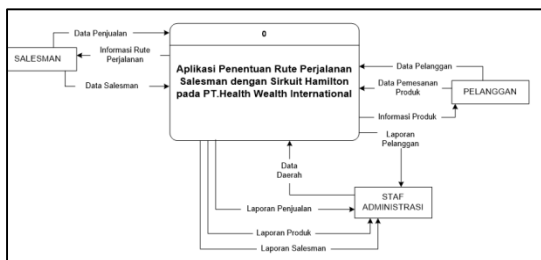 Data Penjualan
0
Informasi Rute
Perjalanan
SALESMAN
Data Salesman
Aplikasi Penentuan Rute Perjalanan
Salesman dengan Sirkuit Hamilton
pada PT.Health Wealth International
Data Pelanggan
Data Pemesanan
Produk
PELANGGAN
Informasi Produk
Laporan
Pelanggan
Data
Daerah
STAF
ADMINISTRASI
Laporan Penjualan
Laporan Produk
Laporan Salesman